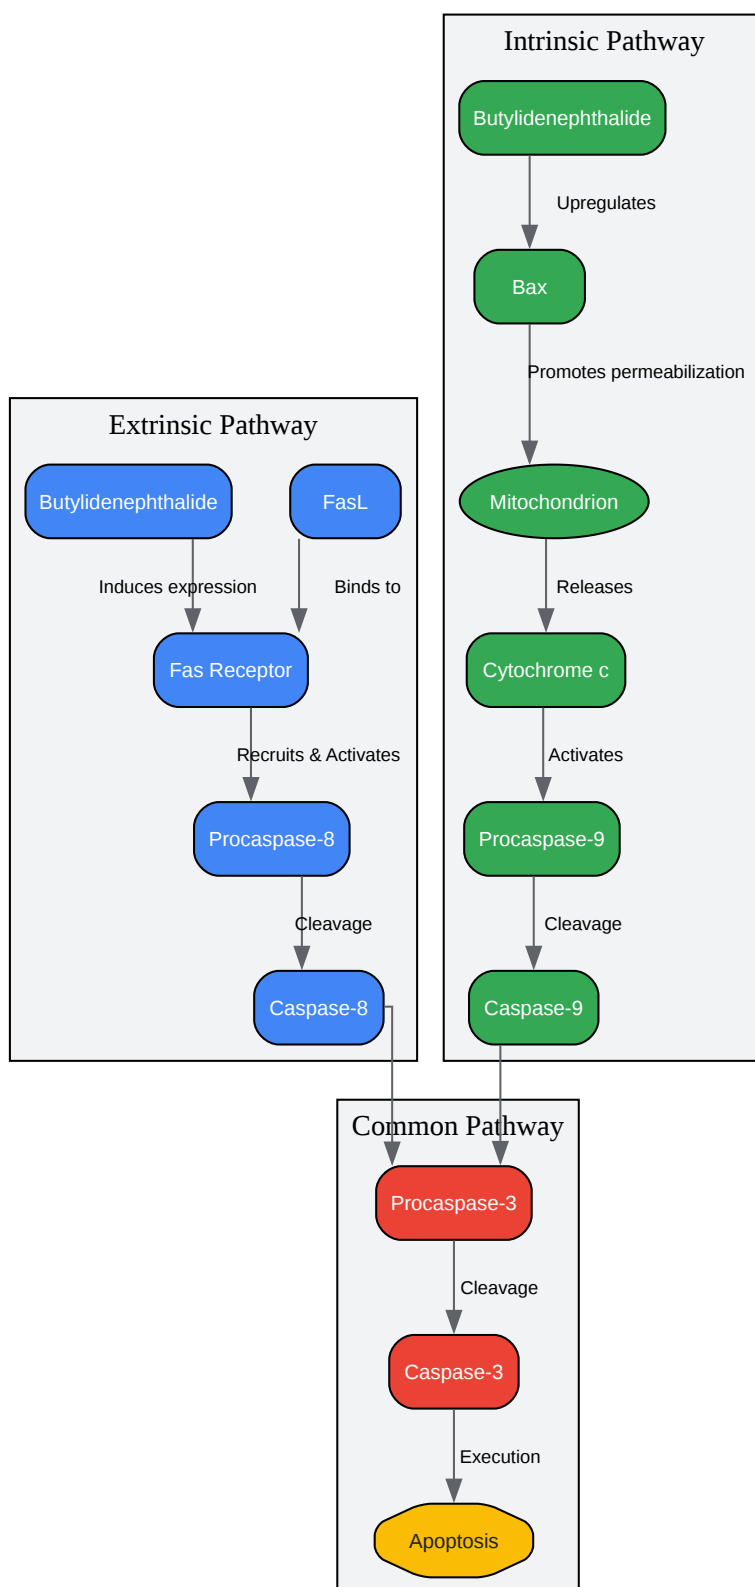 Intrinsic Pathway
Butylidenephthalide
Upregulates
Bax
Promotes permeabilization
Mitochondrion
Releases
Cytochrome c
Activates
Procaspase-9
Cleavage
Caspase-9
Extrinsic Pathway
Butylidenephthalide
FasL
Induces expression
Binds to
Fas Receptor
Recruits & Activates
Procaspase-8
Cleavage
Caspase-8
Common Pathway
Procaspase-3
Cleavage
Caspase-3
Execution
Apoptosis